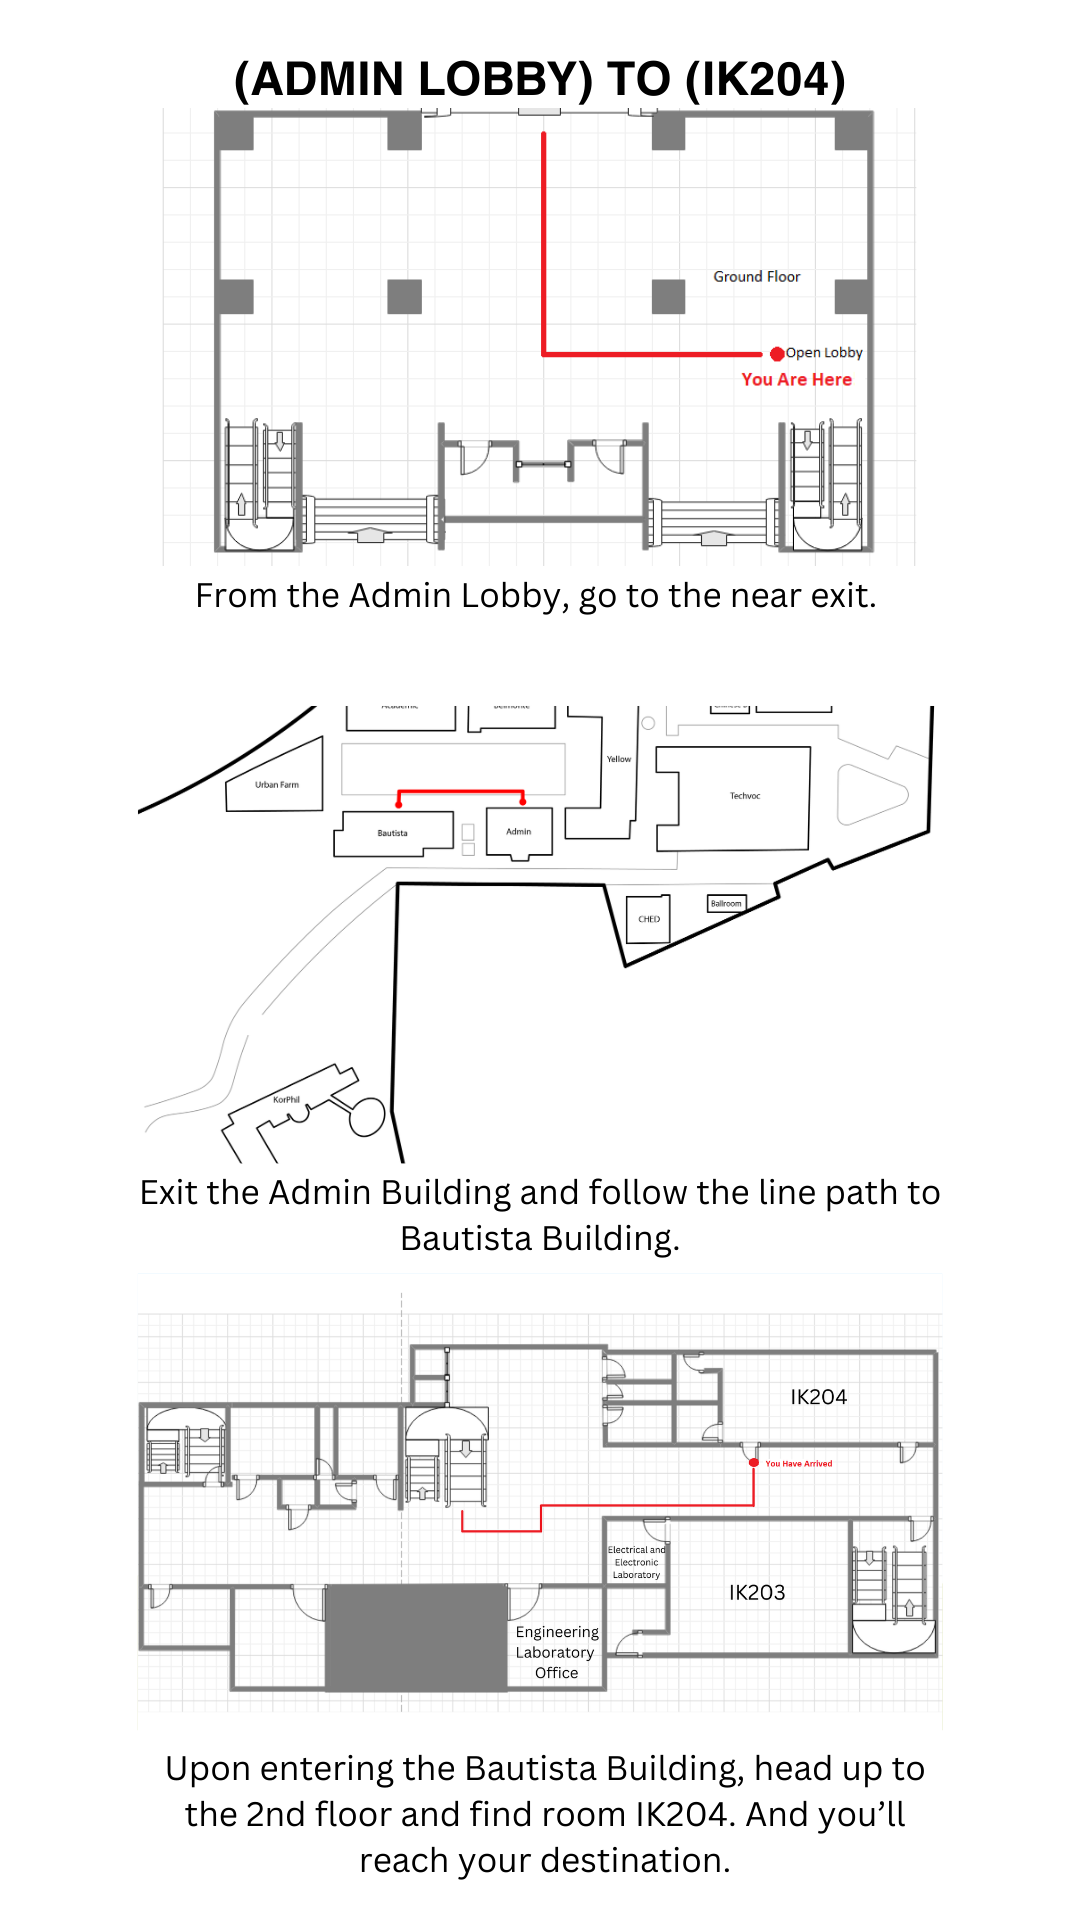 (ADMIN LOBBY) TO (IK204)
Ground Floor
Open Lobby
You Are Here
From the Admin Lobby, go to the near exit.
Yellow
Urban Farm
Techvoc
Bautista
Admin
Ballroom
CHED
KorPhil
Exit the Admin Building and follow the line path to
Bautista Building.
IK204
You Have Arrived
Electrical and
Electronic
Laboratory
IK203
Engineering
Laboratory
Office
Upon entering the Bautista Building, head up to
the 2nd floor and find room IK204. And you’ll
reach your destination.